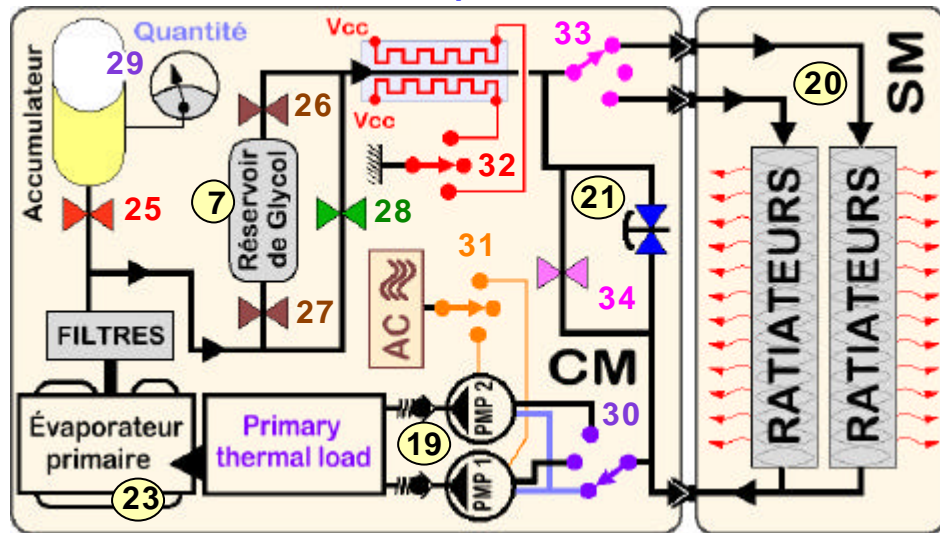 Accumulateur
29
Quantité
25
26
7
Réservoir
de Glycol
27
28
Vcc
Vcc
32
33
20
SM
21
34
31
AC
CM
RATIATEURS
RATIATEURS
FILTRES
Évaporateur
primaire
23
Primary
thermal load
19
PMP 2
PMP 1
30